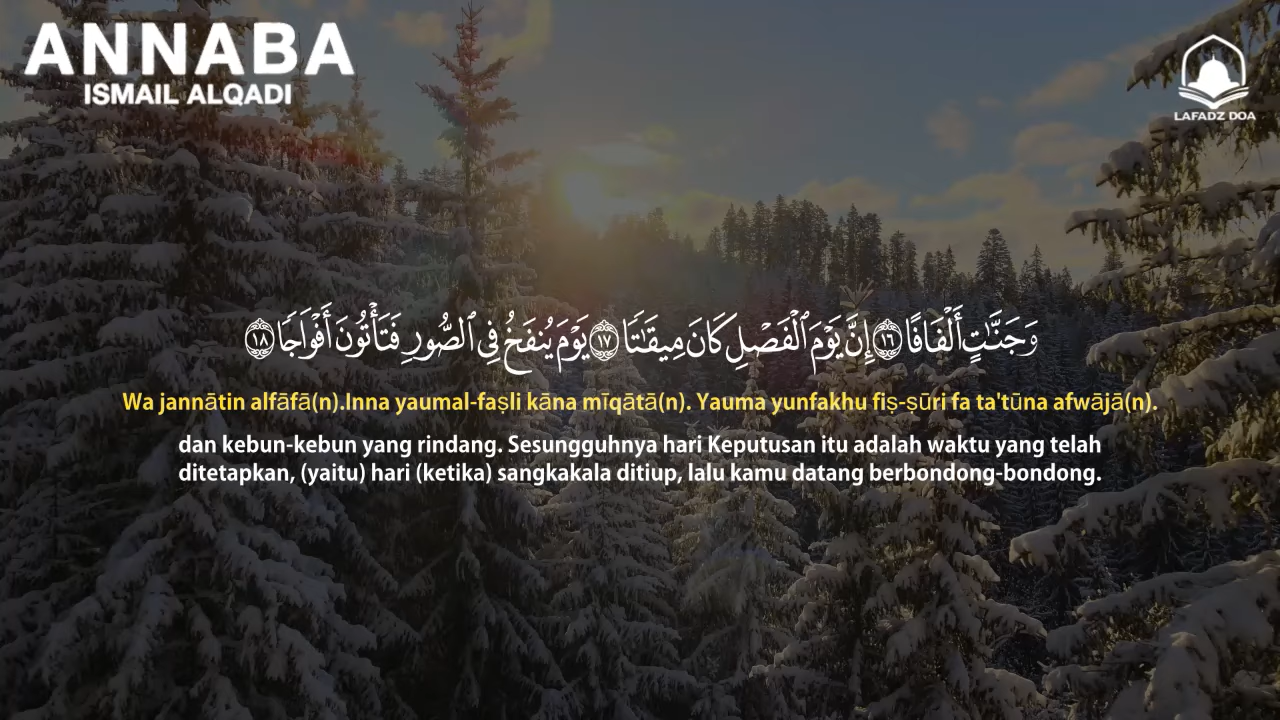 ANNABA
ISMAIL ALQADI
LAFADZ DOA
وَجَنَّـٰتٍ أَلْفَافًا ١٦ إِنَّ يَوْمَ ٱلْفَصْلِ كَانَ مِيقَـٰتًا ١٧ يَوْمَ يُنفَخُ فِى ٱلصُّورِ فَتَأْتُونَ أَفْوَاجًا ١٨
Wa jannātin alfāfā(n).Inna yaumal-faṣli kāna mīqātā(n). Yauma yunfakhu fiṣ-ṣūri fa ta'tūna afwājā(n).
dan kebun-kebun yang rindang. Sesungguhnya hari Keputusan itu adalah waktu yang telah
ditetapkan, (yaitu) hari (ketika) sangkakala ditiup, lalu kamu datang berbondong-bondong.